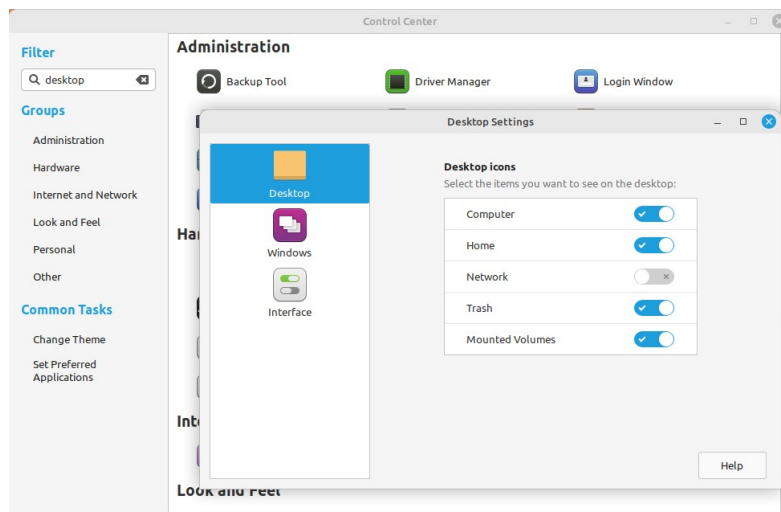 Control Center
Filter
desktop
Groups
Administration
Hardware
Internet and Network
Look and Feel
Personal
Other
Common Tasks
Change Theme
Set Preferred
Applications
Administration
Backup Tool
Driver Manager
Login Window
Desktop Settings
Desktop
Windows
Interface
Desktop icons
Select the items you want to see on the desktop:
Computer
Home
Network
Trash
Mounted Volumes
Help
Look and Feel